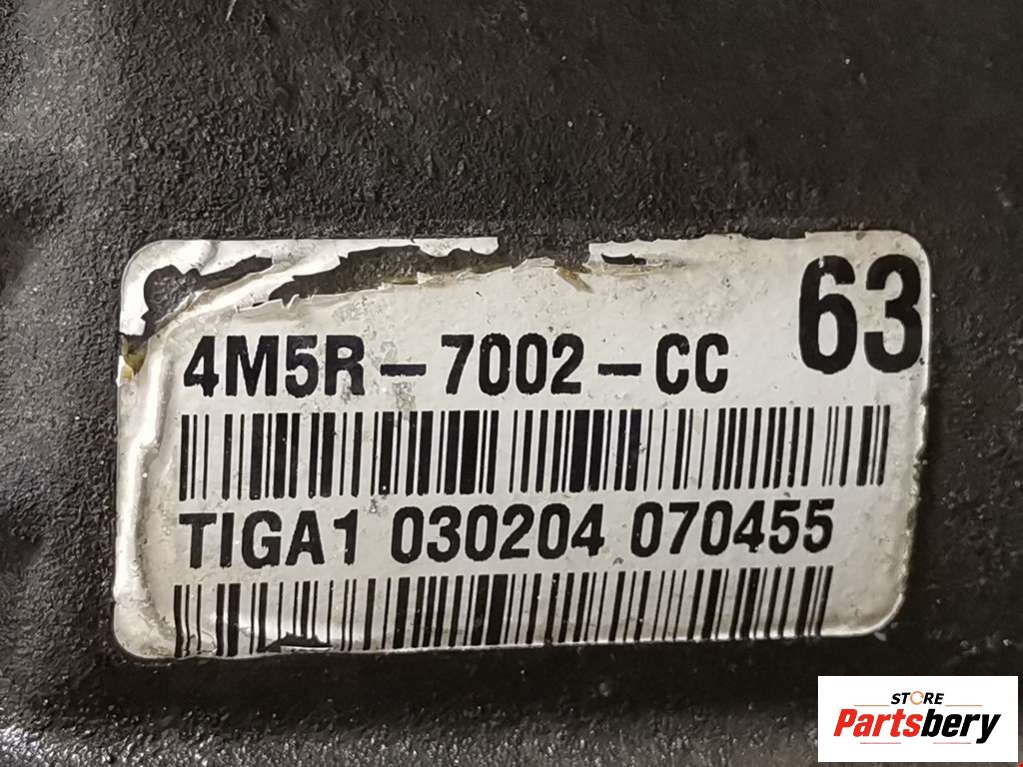 63
4M5R-7002-CC
TIGA1 030204 070455
STORE
Partsbery